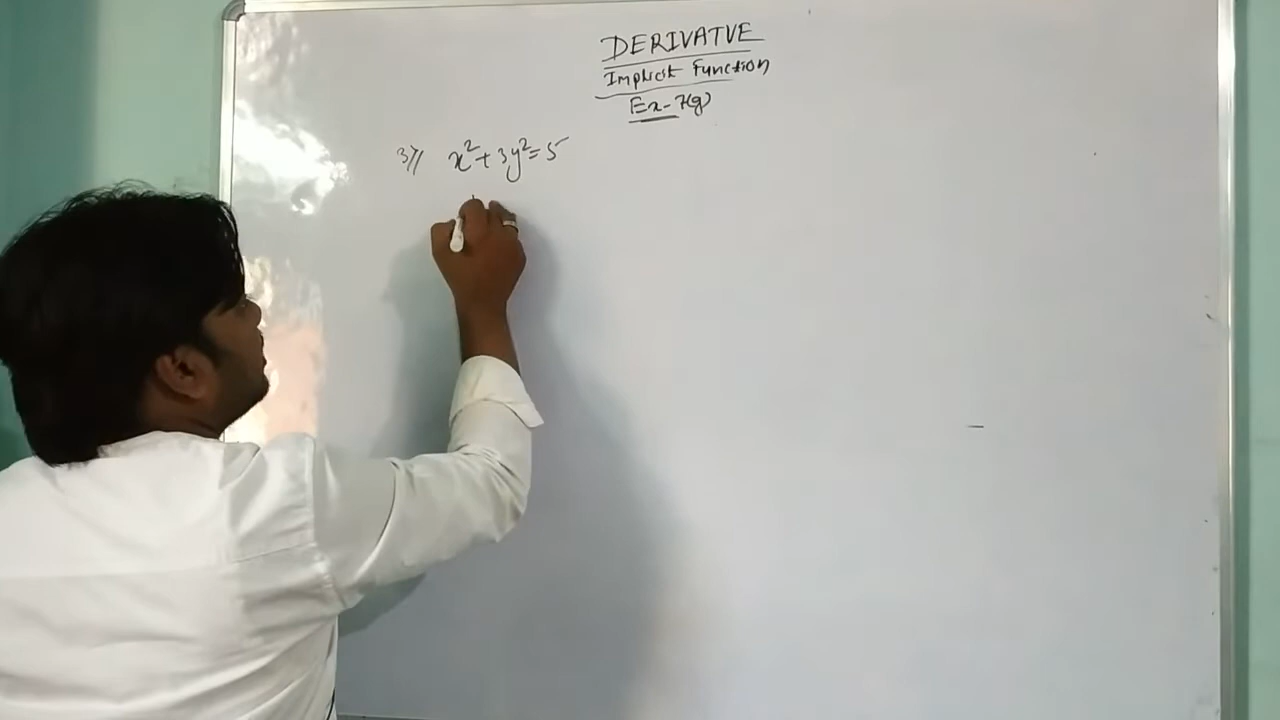 DERIVATVE
Implicit Function
Ex-7(g)
3》 x²+3y²=5